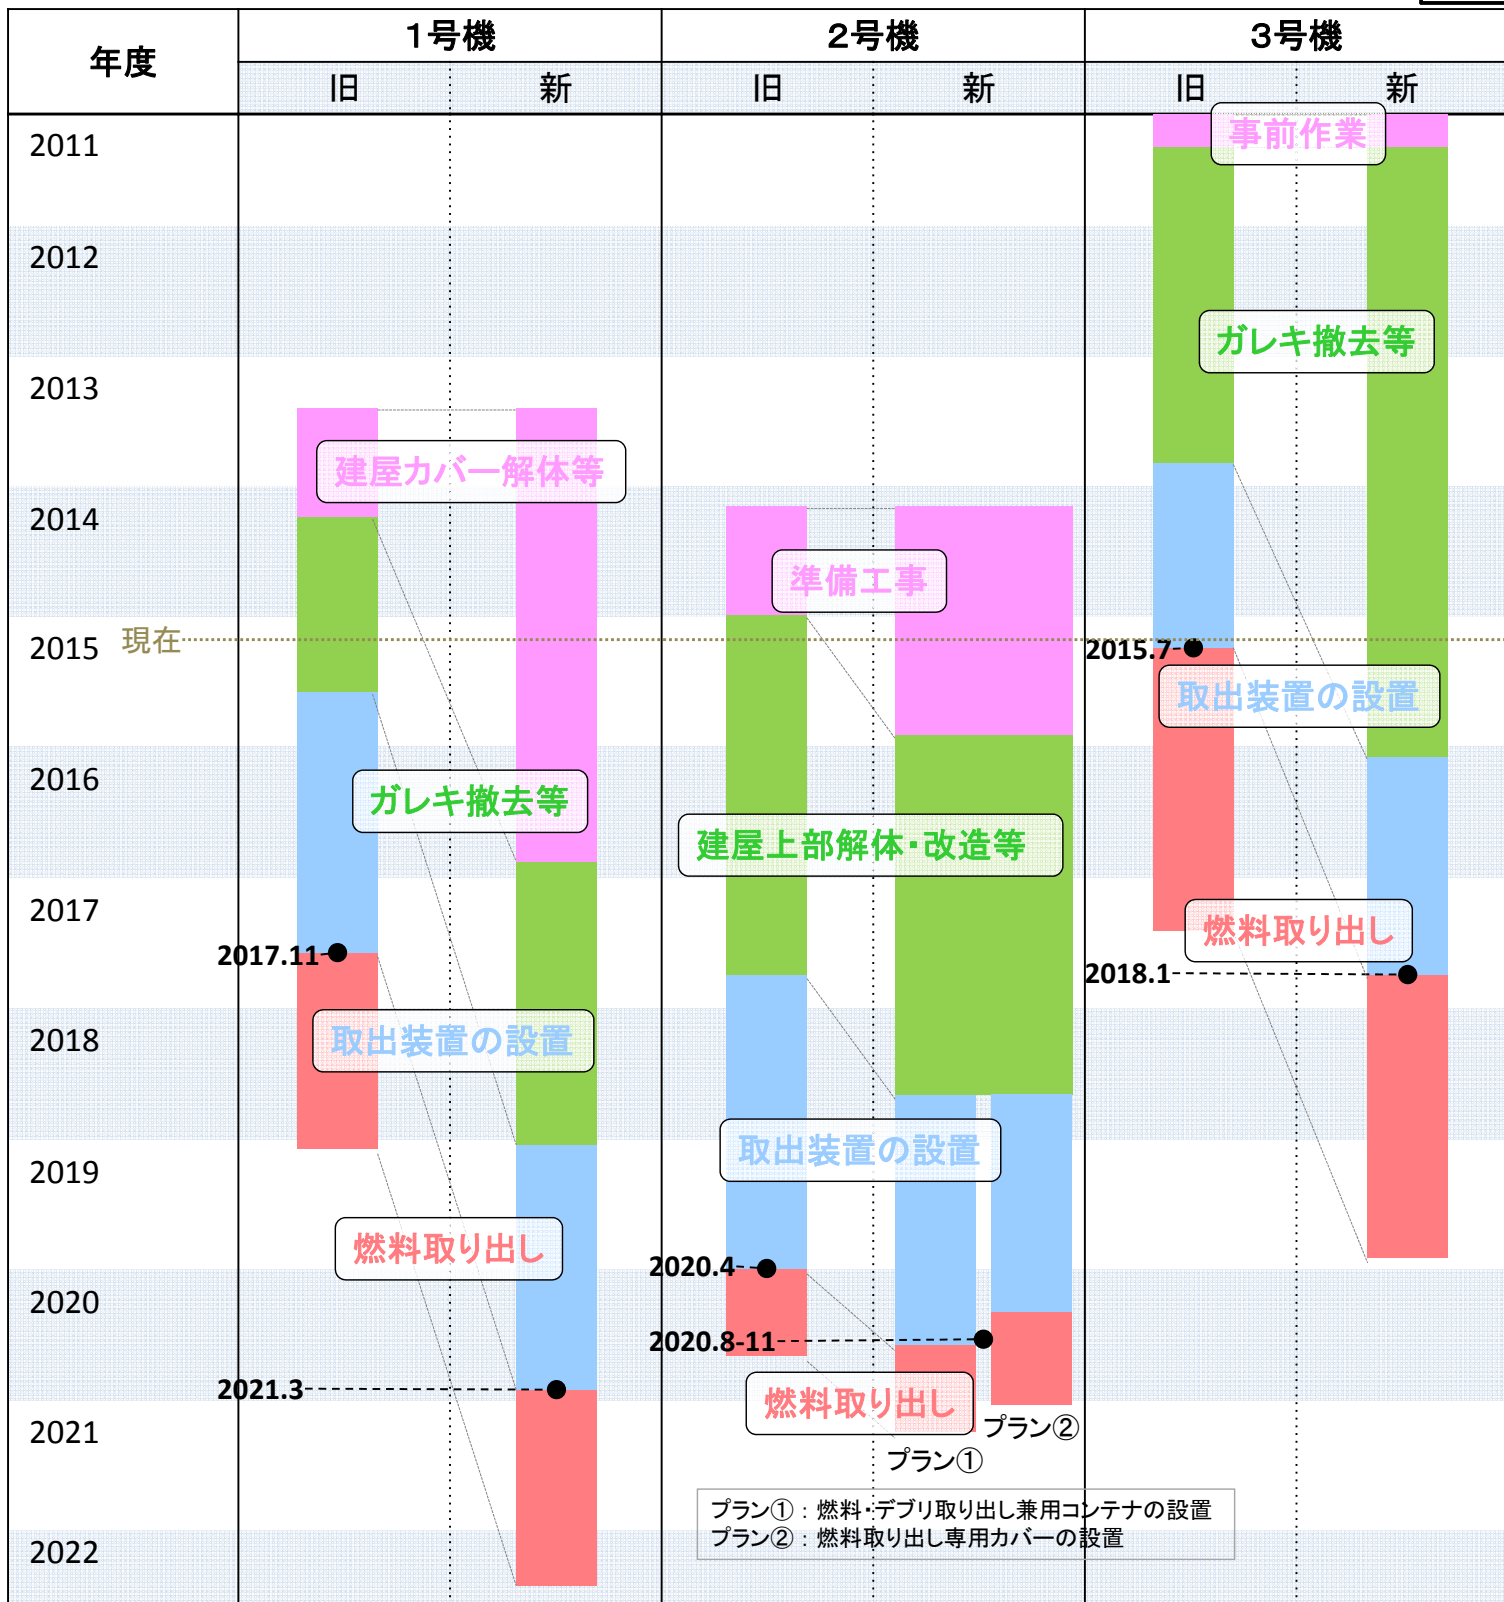 年度
1号機
2号機
3号機
旧
新
旧
新
旧
新
2011
2012
2013
2014
2015
2016
2017
2018
2019
2020
2021
2022
現在
建屋カバー解体等
ガレキ撤去等
2017.11
取出装置の設置
燃料取り出し
2021.3
準備工事
建屋上部解体・改造等
取出装置の設置
2020.4
2020.8-11
燃料取り出し
プラン①
プラン②
プラン①：燃料・デブリ取り出し兼用コンテナの設置
プラン②：燃料取り出し専用カバーの設置
事前作業
ガレキ撤去等
2015.7
取出装置の設置
燃料取り出し
2018.1